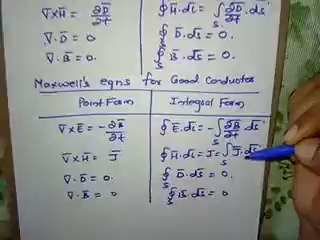 ∇×H̅ = ∂D̅/∂t ∮ H̅.dl̅ = ∫S ∂D̅/∂t .ds̅
∇.D̅ = 0. ∮S D̅.ds̅ = 0.
∇.B̅ = 0. ∮S B̅.ds̅ = 0.
Maxwell's eqns for Good Conductor
Point Form Integral Form
∇×E̅ = -∂B̅/∂t ∮ E̅.dl̅ = -∫S ∂B̅/∂t .ds̅
∇×H̅ = J̅ ∮ H̅.dl̅ = I = ∫S J̅.ds̅
∇.D̅ = 0. ∮S D̅.ds̅ = 0.
∇.B̅ = 0 ∮S B̅.ds̅ = 0